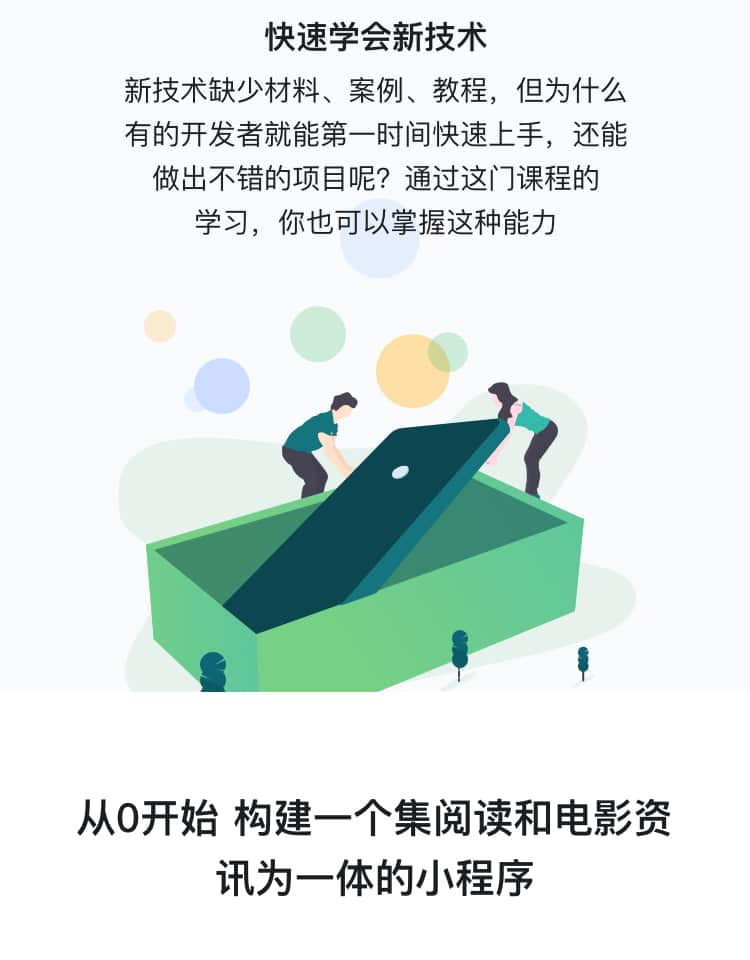 快速学会新技术
新技术缺少材料、案例、教程，但为什么
有的开发者就能第一时间快速上手，还能
做出不错的项目呢？通过这门课程的
学习，你也可以掌握这种能力
从0开始 构建一个集阅读和电影资
讯为一体的小程序